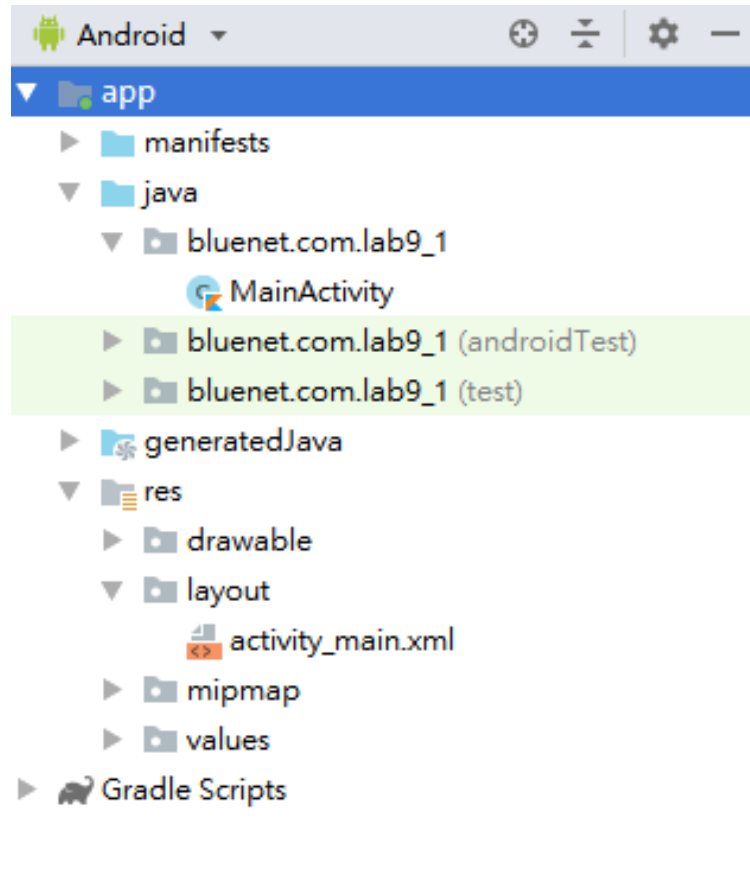 Android
app
manifests
java
bluenet.com.lab9_1
MainActivity
bluenet.com.lab9_1 (androidTest)
bluenet.com.lab9_1 (test)
generatedJava
res
drawable
layout
activity_main.xml
mipmap
values
Gradle Scripts